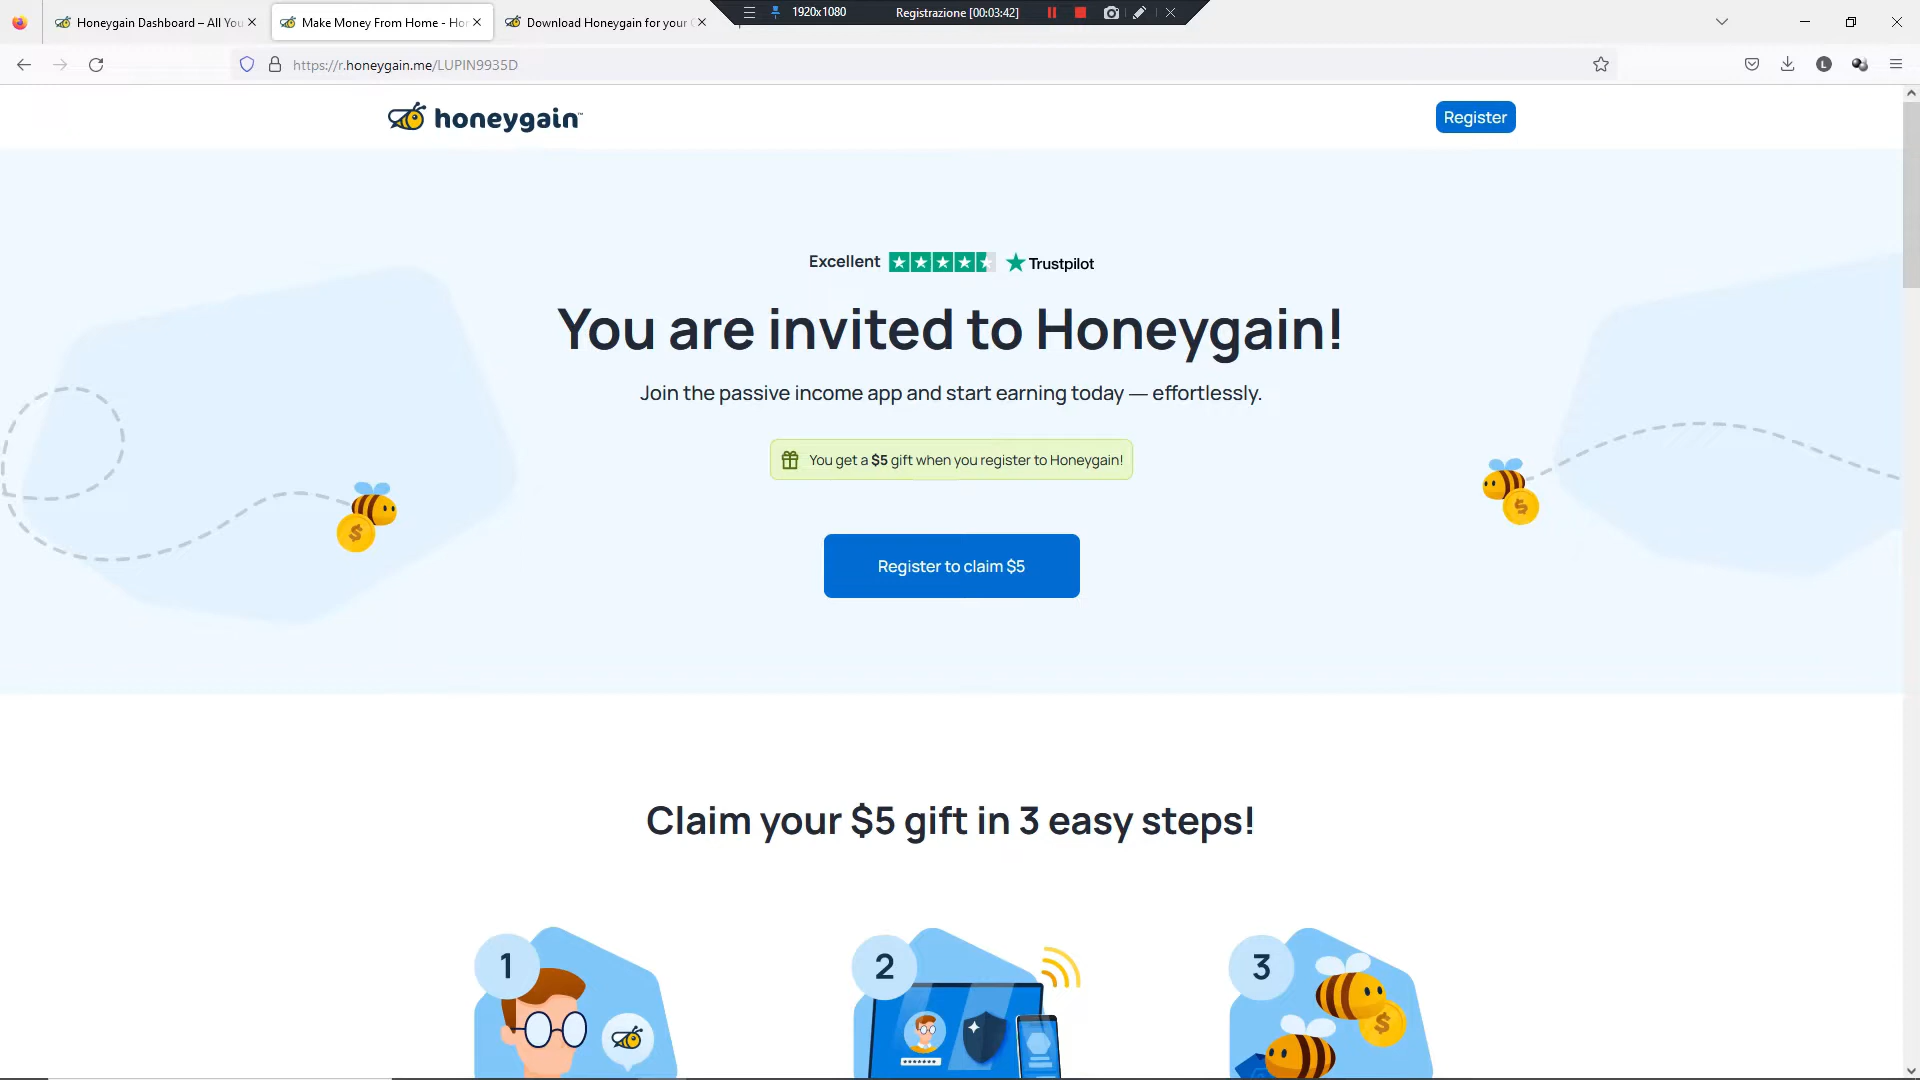 Honeygain Dashboard – All You
Make Money From Home - Hon
Download Honeygain for your
1920x1080
Registrazione [00:03:42]
https://r.honeygain.me/LUPIN9935D
L
honeygain
Register
Excellent
Trustpilot
You are invited to Honeygain!
Join the passive income app and start earning today — effortlessly.
You get a $5 gift when you register to Honeygain!
$
$
Register to claim $5
Claim your $5 gift in 3 easy steps!
1
2
3
$